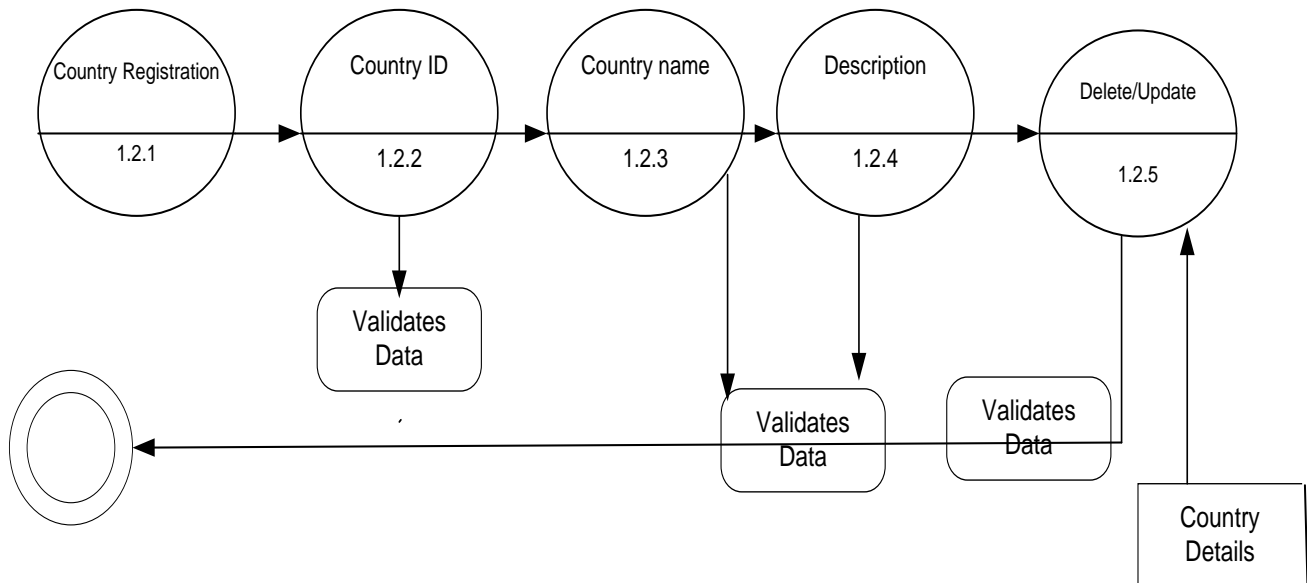 Country Registration
1.2.1
Country ID
1.2.2
Country name
1.2.3
Description
1.2.4
Delete/Update
1.2.5
Validates
Data
Validates
Data
Validates
Data
Country
Details